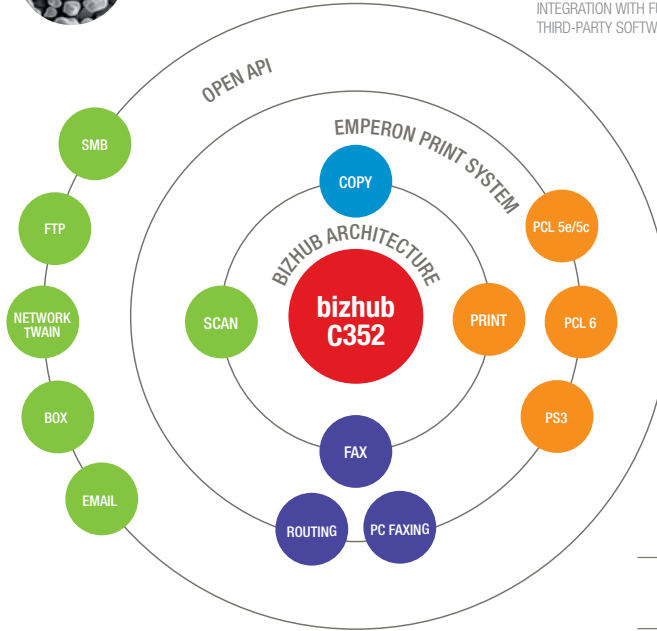 INTEGRATION WITH
THIRD-PARTY
OPEN API
EMPERON PRINT SYSTEM
SMB
COPY
FTP
PCL 5e/5c
BIZHUB ARCHITECTURE
NETWORK
TWAIN
SCAN
bizhub
C352
PRINT
PCL 6
BOX
PS3
FAX
EMAIL
ROUTING
PC FAXING